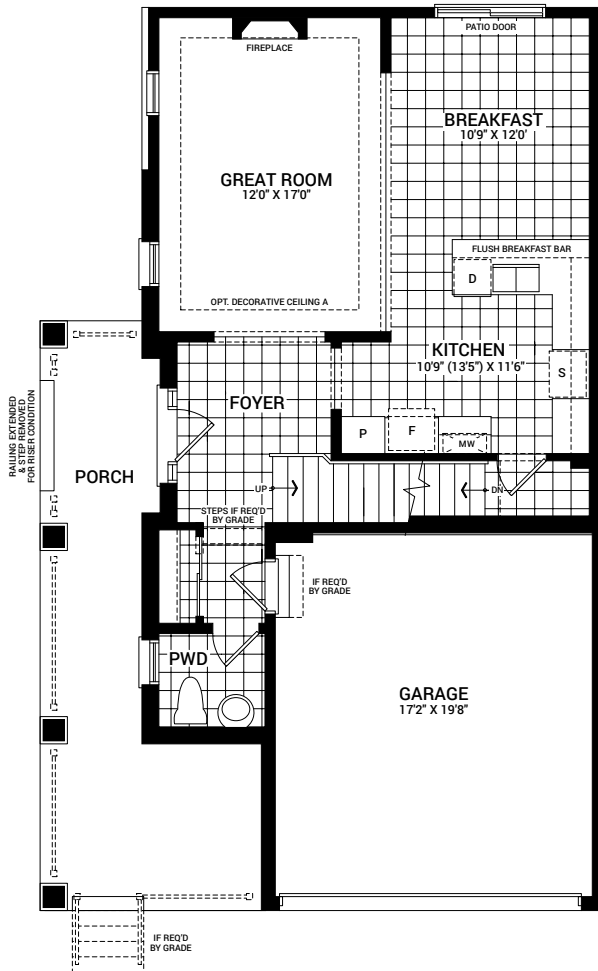 PATIO DOOR
FIREPLACE
BREAKFAST
10'9" X 12'0'
GREAT ROOM
12'0" X 17'0"
FLUSH BREAKFAST BAR
D
OPT. DECORATIVE CEILING A
KITCHEN
10'9" (13'5") X 11'6"
S
RAILING EXTENDED
& STEP REMOVED
FOR RISER CONDITION
FOYER
P
F
MW
PORCH
UP
DN
STEPS IF REQ'D
BY GRADE
IF REQ'D
BY GRADE
PWD
GARAGE
17'2" X 19'8"
IF REQ'D
BY GRADE